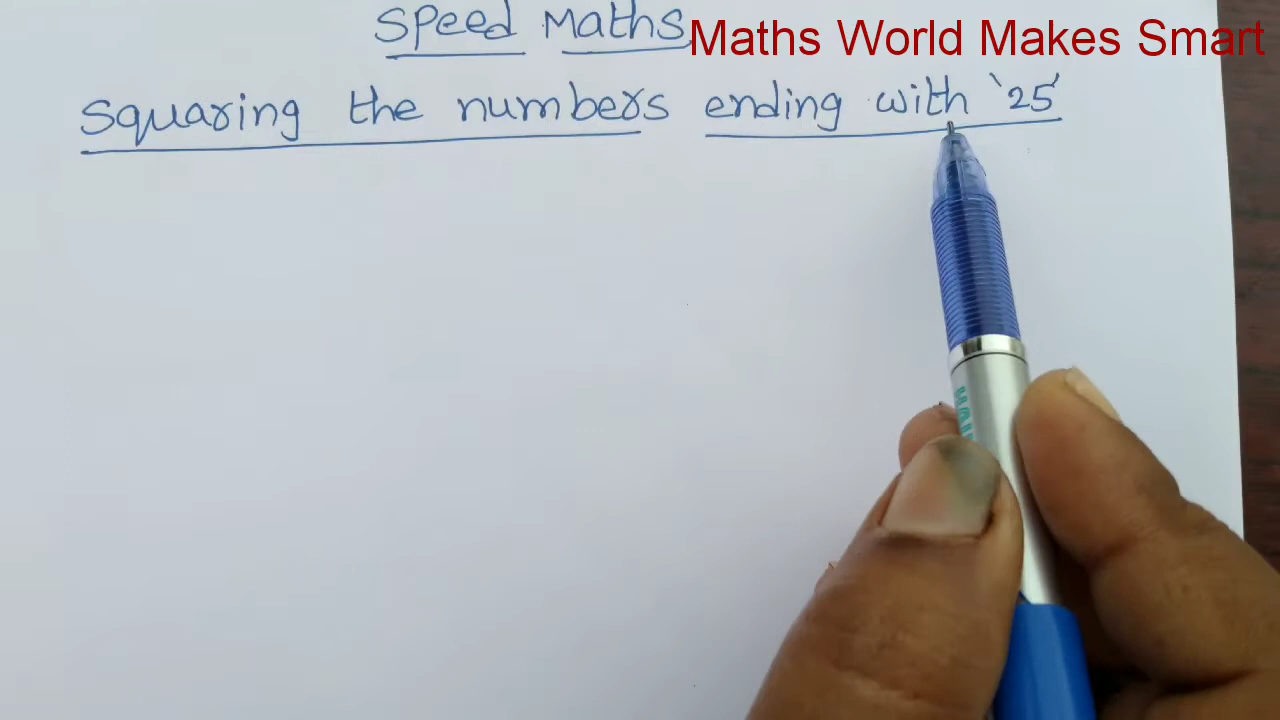 Speed Maths
Maths World Makes Smart
Squaring the numbers ending with '25'